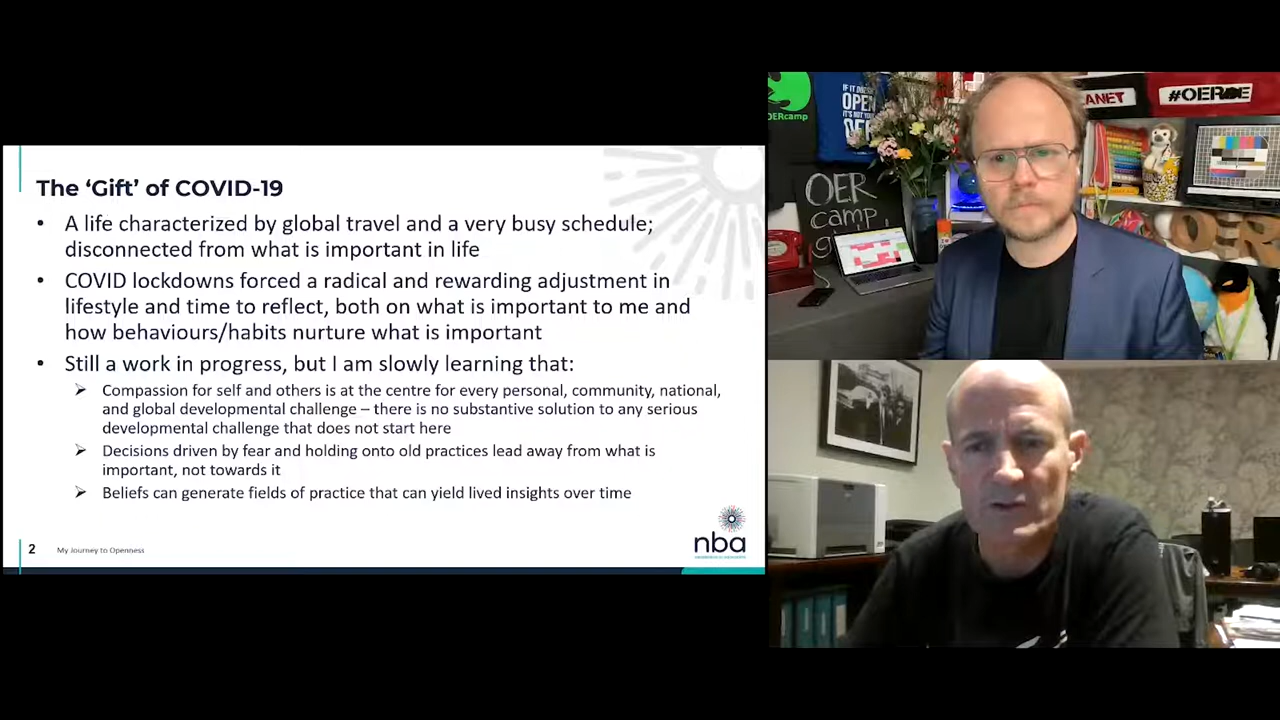 The ‘Gift’ of COVID-19
• A life characterized by global travel and a very busy schedule;
disconnected from what is important in life
• COVID lockdowns forced a radical and rewarding adjustment in
lifestyle and time to reflect, both on what is important to me and
how behaviours/habits nurture what is important
• Still a work in progress, but I am slowly learning that:
➢ Compassion for self and others is at the centre for every personal, community, national,
and global developmental challenge – there is no substantive solution to any serious
developmental challenge that does not start here
➢ Decisions driven by fear and holding onto old practices lead away from what is
important, not towards it
➢ Beliefs can generate fields of practice that can yield lived insights over time
2 My Journey to Openness
nba
OERcamp
OPEN
IT'S NOT
ANET
#OERDE
OER
camp
OER